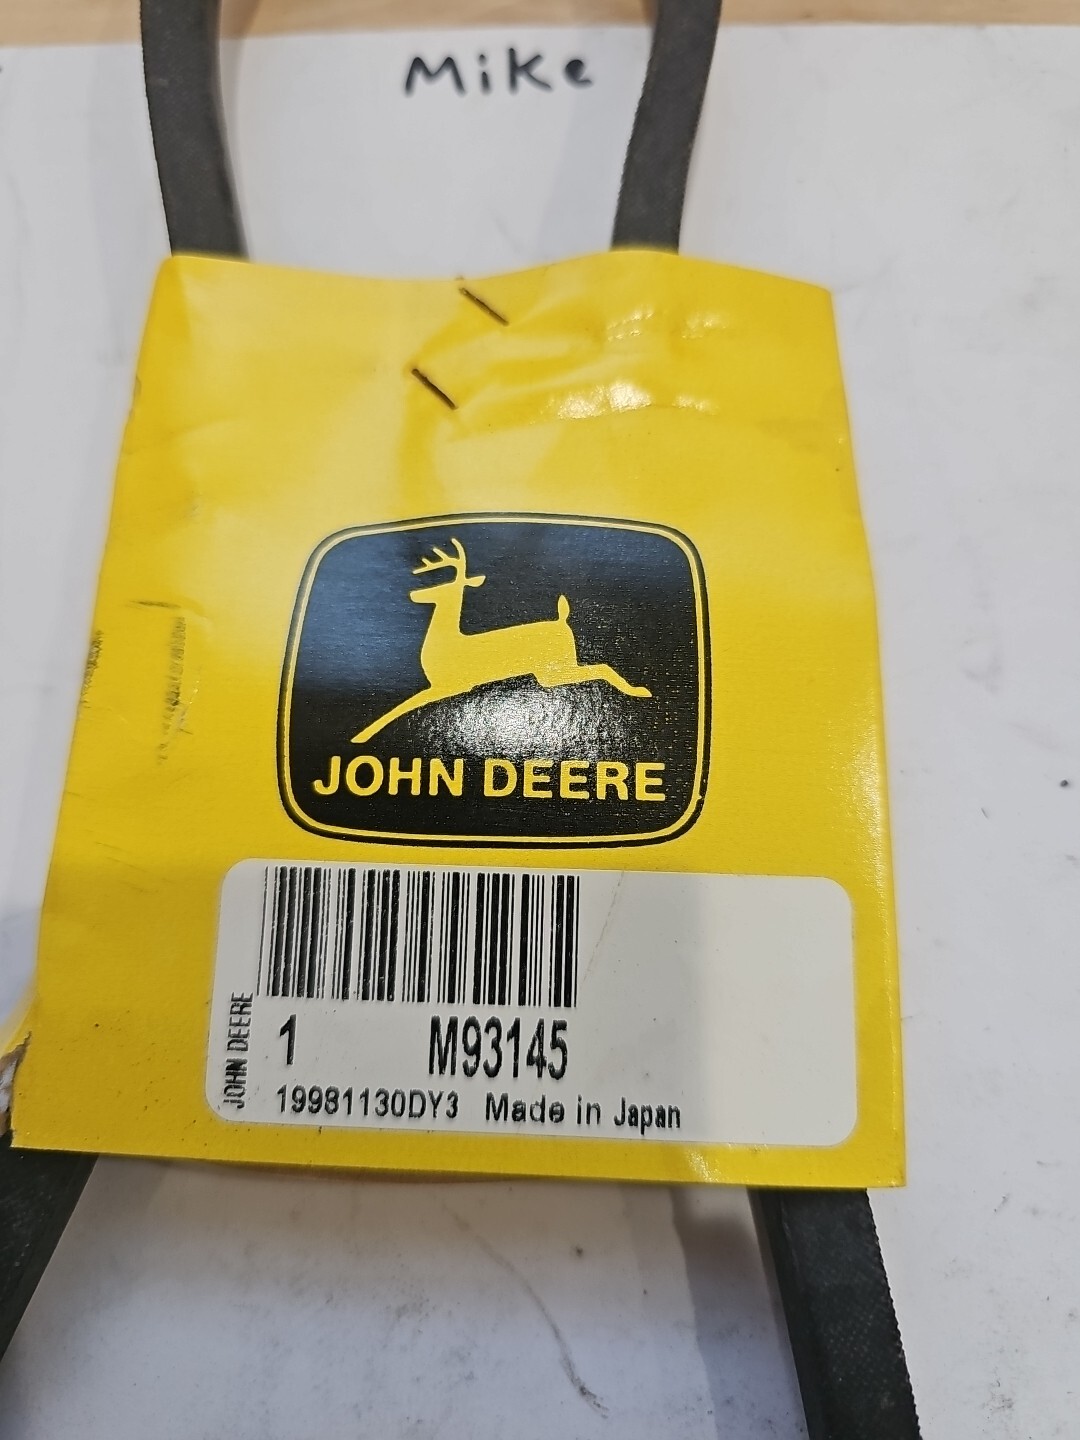 Mike
JOHN DEERE
JOHN DEERE
1 M93145
19981130DY3 Made in Japan